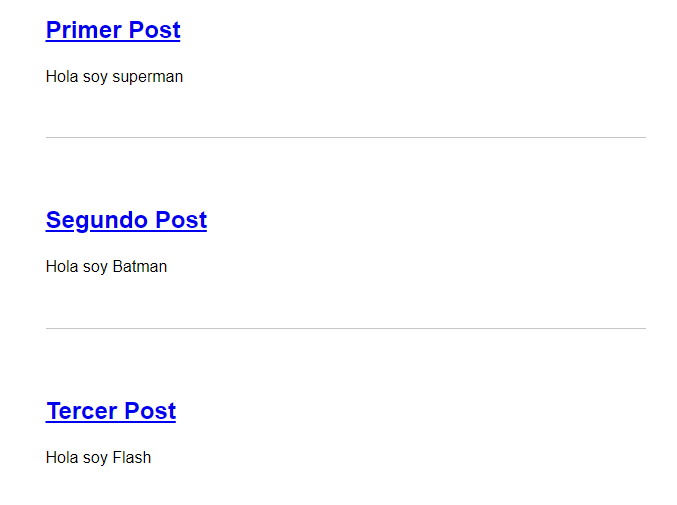 Primer Post
Hola soy superman
Segundo Post
Hola soy Batman
Tercer Post
Hola soy Flash